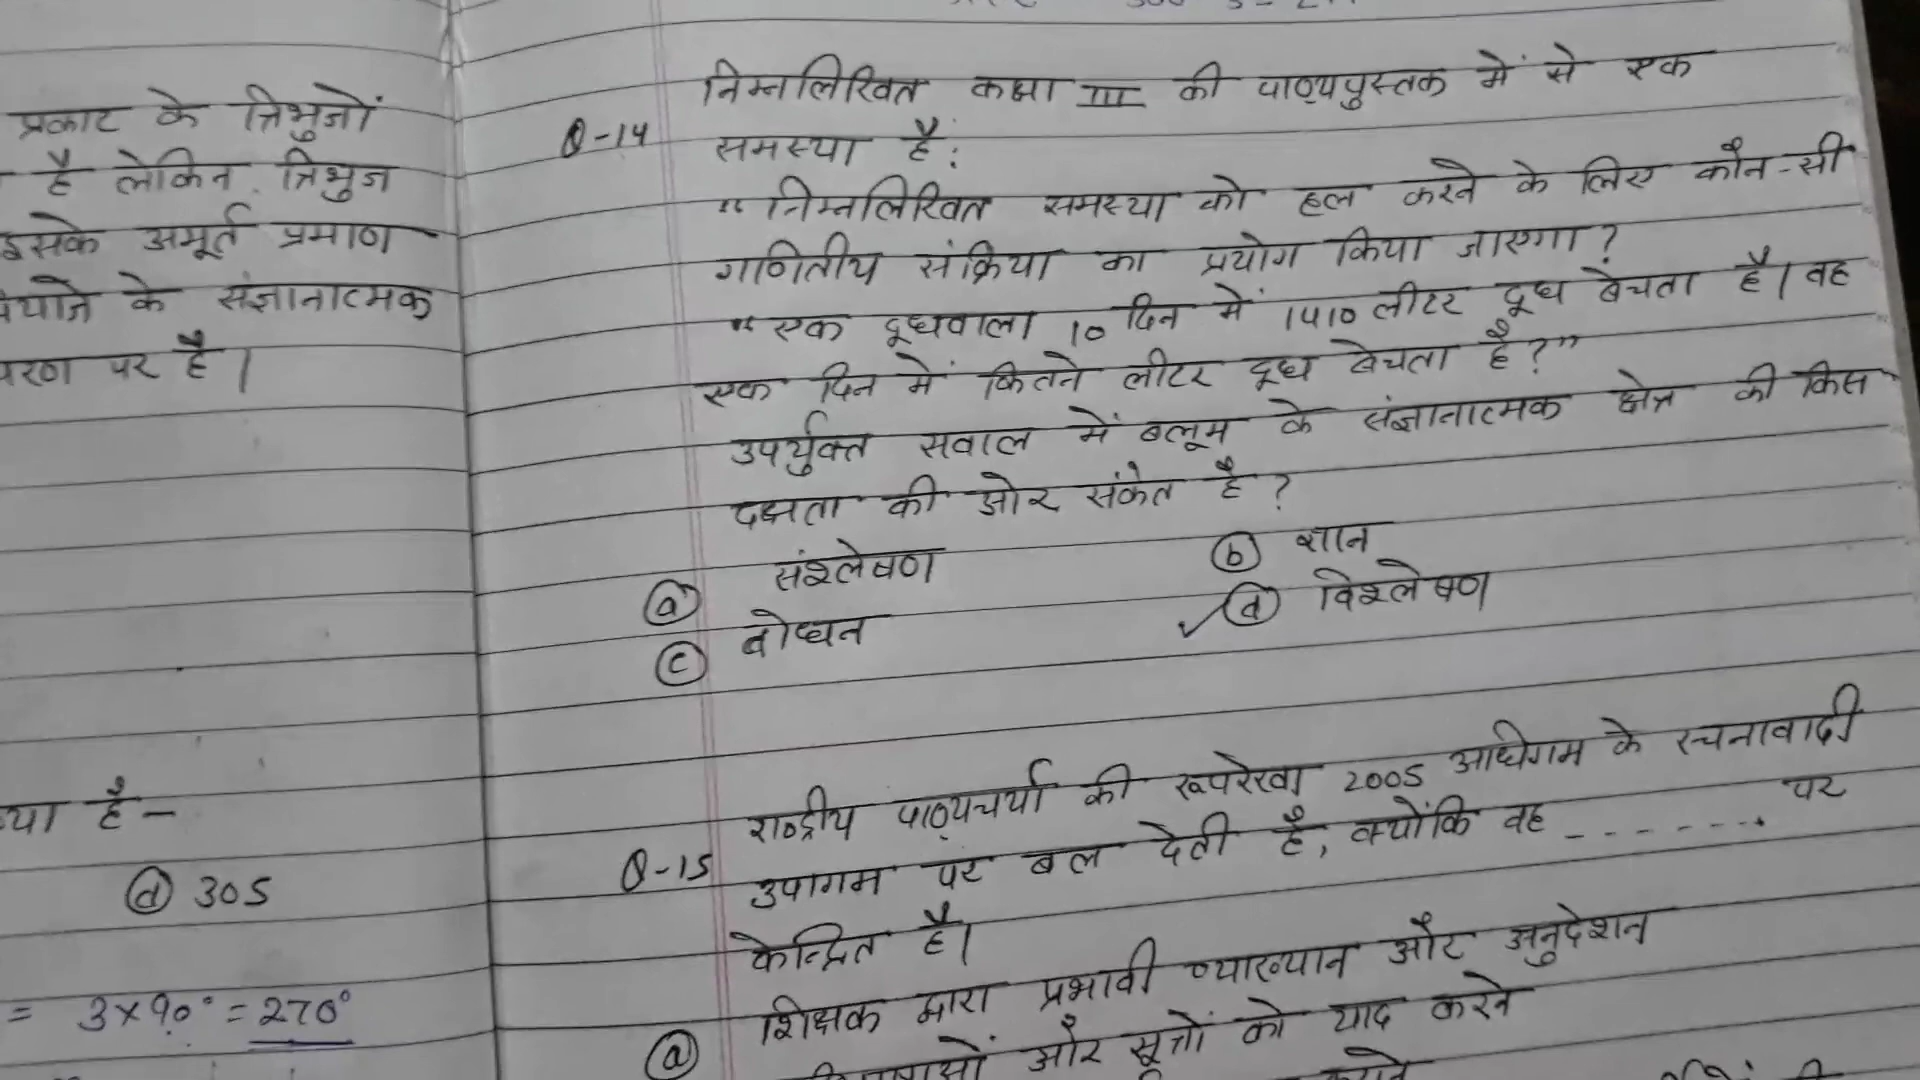 प्रकार के त्रिभुजों
है लेकिन त्रिभुज
इसके अमूर्त प्रमाण
के संज्ञानात्मक
पर है।
है -
ⓓ 305
= 3×90° = 270°
निम्नलिखित कक्षा III की पाठ्यपुस्तक में से एक
Q-14 समस्या है:
"निम्नलिखित समस्या को हल करने के लिए कौन-सी
गणितीय संक्रिया का प्रयोग किया जाएगा?
"एक दूधवाला 10 दिन में 1410 लीटर दूध बेचता है। वह
एक दिन में कितने लीटर दूध बेचता है?"
उपर्युक्त सवाल में ब्लूम के संज्ञानात्मक क्षेत्र की किस
दक्षता की ओर संकेत है?
ⓐ संश्लेषण ⓑ ज्ञान
ⓒ बोधन ✓ⓓ विश्लेषण
राष्ट्रीय पाठ्यचर्या की रूपरेखा 2005 अधिगम के रचनावादी
Q-15 उपागम पर बल देती है, क्योंकि वह ------- पर
केन्द्रित है।
ⓐ शिक्षक द्वारा प्रभावी व्याख्यान और अनुदेशन
और सूत्रों को याद करने